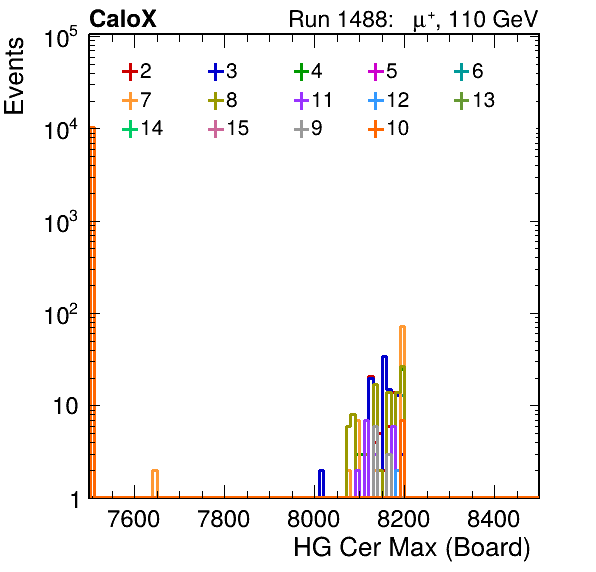 CaloX Run 1488: μ⁺, 110 GeV
Events
10⁵
10⁴
10³
10²
10
1
2 3 4 5 6
7 8 11 12 13
14 15 9 10
7600 7800 8000 8200 8400
HG Cer Max (Board)